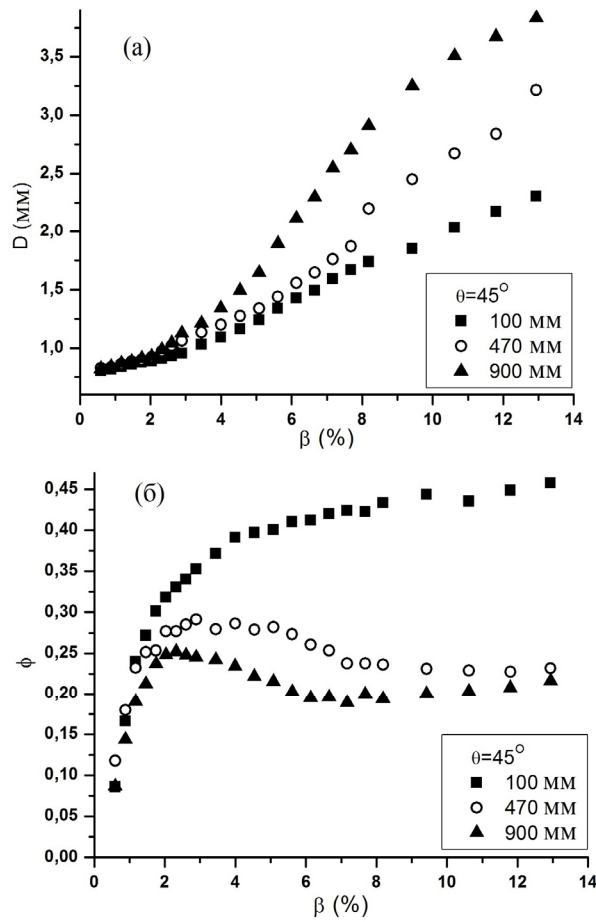 (а)
3,5
3,0
2,5
2,0
1,5
1,0
D (мм)
θ=45°
100 мм
470 мм
900 мм
0 2 4 6 8 10 12 14
β (%)
(б)
0,45
0,40
0,35
0,30
0,25
0,20
0,15
0,10
0,05
0,00
ϕ
θ=45°
100 мм
470 мм
900 мм
0 2 4 6 8 10 12 14
β (%)